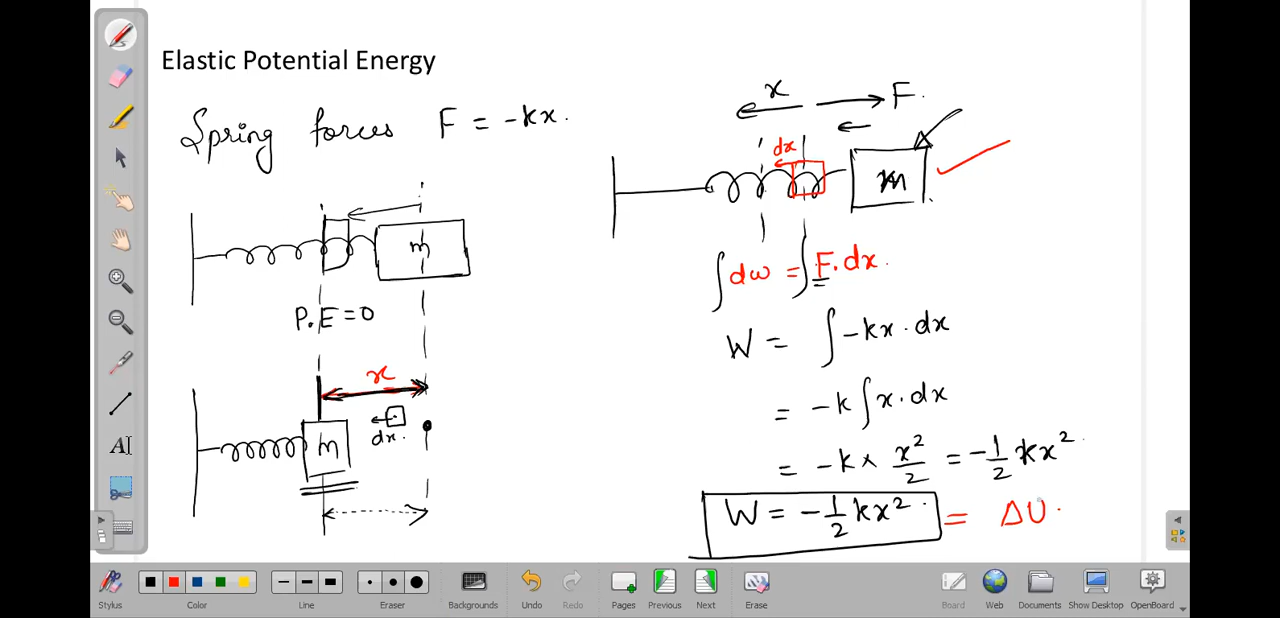 Elastic Potential Energy
Spring forces F = -kx.
m
P.E = 0
x
m
dx.
x
F.
dx
m
∫dω = ∫F.dx.
W = ∫-kx.dx
= -k∫x.dx
= -k × x²/2 = -1/2 kx²
W = -1/2 kx² = ΔU.
AI
Stylus
Color
Line
Eraser
Backgrounds
Undo
Redo
Pages
Previous
Next
Erase
Board
Web
Documents
Show Desktop
OpenBoard